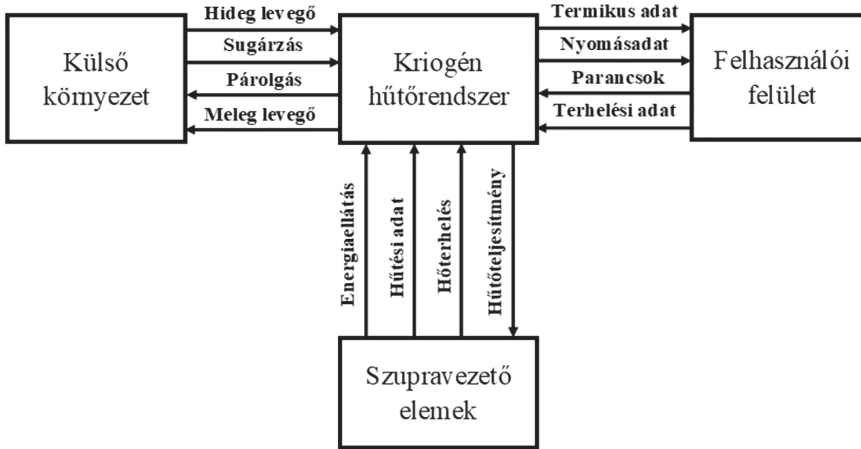 Külső
környezet
Hideg levegő
Sugárzás
Párolgás
Meleg levegő
Kriogén
hűtőrendszer
Termikus adat
Nyomásadat
Parancsok
Terhelési adat
Felhasználói
felület
Energiaellátás
Hűtési adat
Hőterhelés
Hűtőteljesítmény
Szupravezető
elemek